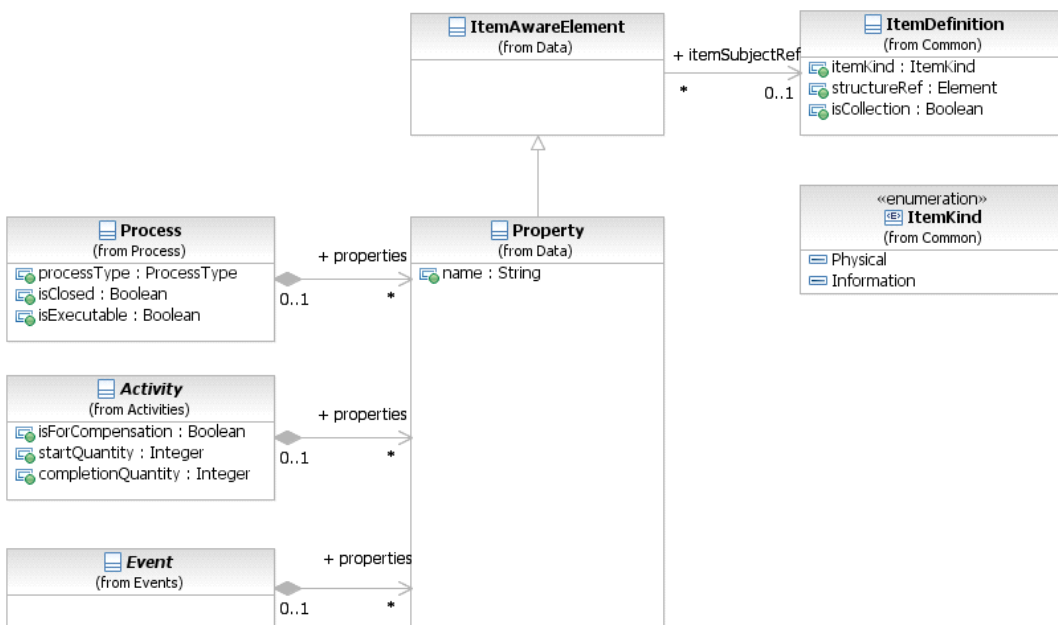 ItemAwareElement
(from Data)
+ itemSubjectRef
*
0..1
ItemDefinition
(from Common)
itemKind : ItemKind
structureRef : Element
isCollection : Boolean
«enumeration»
<E> ItemKind
(from Common)
Physical
Information
Process
(from Process)
processType : ProcessType
isClosed : Boolean
isExecutable : Boolean
+ properties
0..1
*
Property
(from Data)
name : String
Activity
(from Activities)
isForCompensation : Boolean
startQuantity : Integer
completionQuantity : Integer
+ properties
0..1
*
Event
(from Events)
+ properties
0..1
*